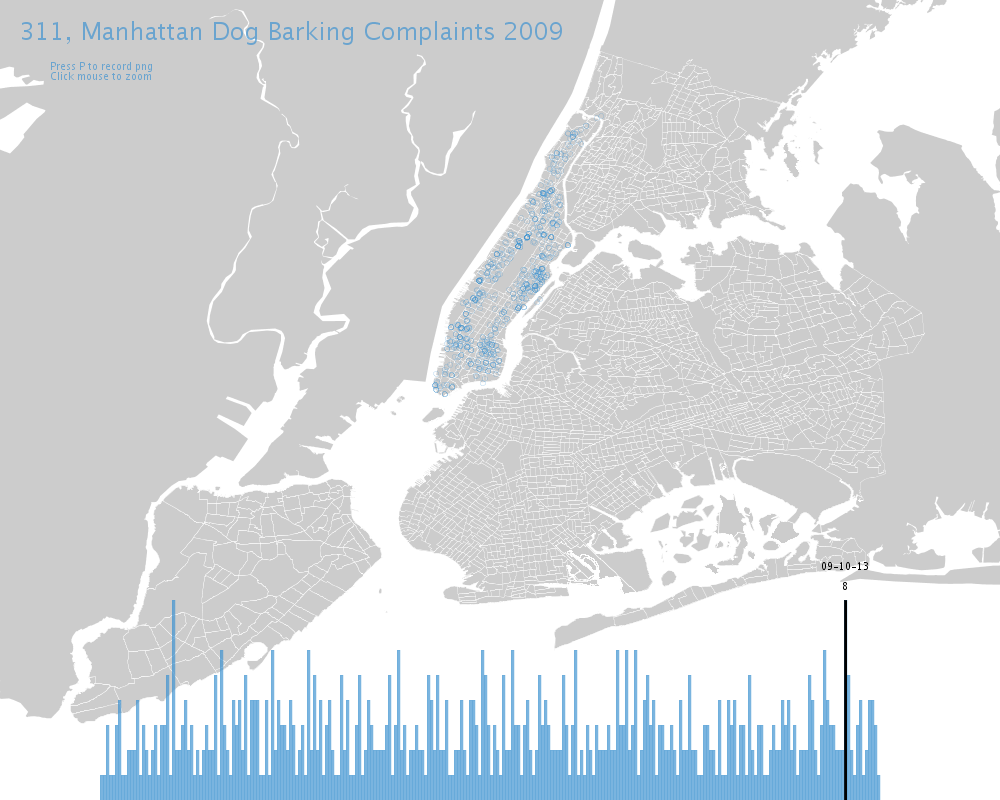 311, Manhattan Dog Barking Complaints 2009
Press P to record png
Click mouse to zoom
09-10-13
8